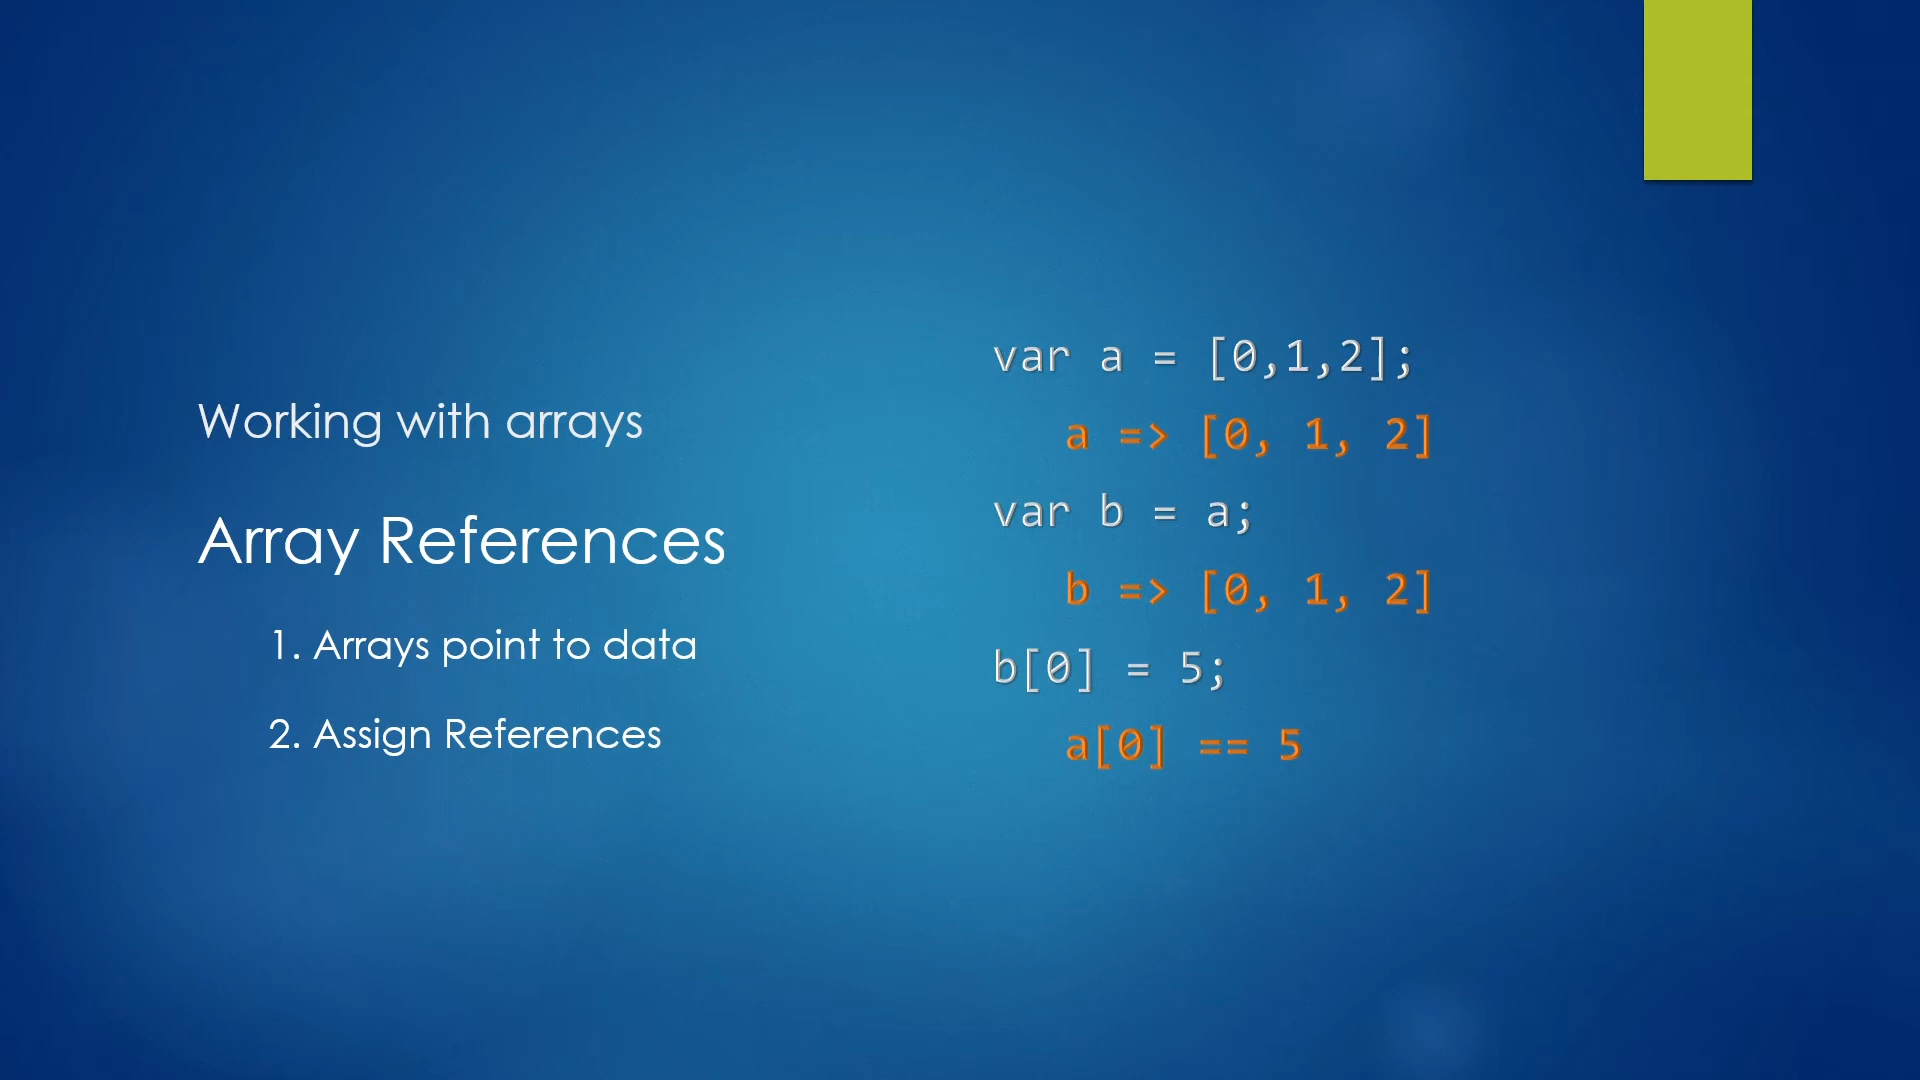 Working with arrays
Array References
1. Arrays point to data
2. Assign References
var a = [0,1,2];
a => [0, 1, 2]
var b = a;
b => [0, 1, 2]
b[0] = 5;
a[0] == 5